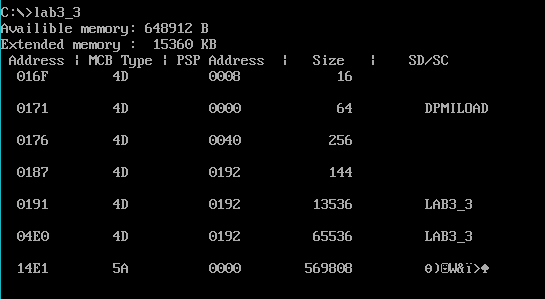 C:\>lab3_3
Availible memory: 648912 B
Extended memory :  15360 KB
Address | MCB Type | PSP Address  |   Size   |    SD/SC
016F 4D 0008 16
0171 4D 0000 64 DPMILOAD
0176 4D 0040 256
0187 4D 0192 144
0191 4D 0192 13536 LAB3_3
04E0 4D 0192 65536 LAB3_3
14E1 5A 0000 569808